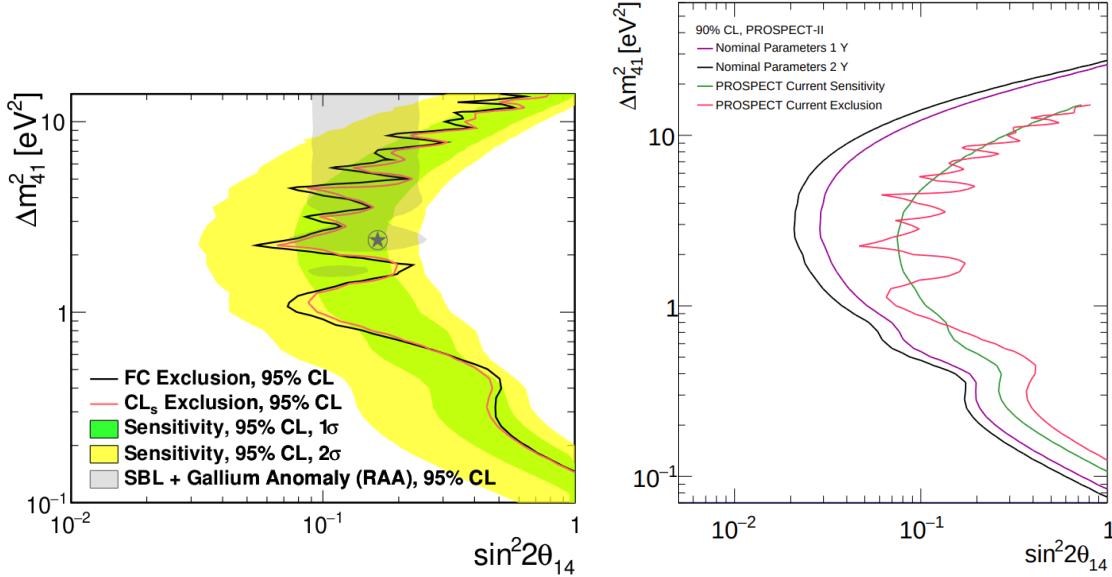 Δm²₄₁ [eV²]
10
1
10⁻¹
FC Exclusion, 95% CL
CLₛ Exclusion, 95% CL
Sensitivity, 95% CL, 1σ
Sensitivity, 95% CL, 2σ
SBL + Gallium Anomaly (RAA), 95% CL
10⁻² 10⁻¹ 1
sin²2θ₁₄
Δm²₄₁ [eV²]
90% CL, PROSPECT-II
Nominal Parameters 1 Y
Nominal Parameters 2 Y
PROSPECT Current Sensitivity
PROSPECT Current Exclusion
10
1
10⁻¹
10⁻² 10⁻¹ 1
sin²2θ₁₄